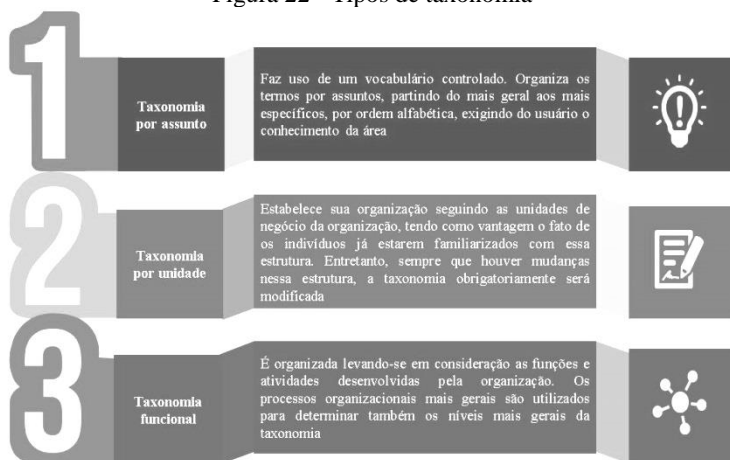 Figura 22 - Tipos de taxonomia
1
Taxonomia
por assunto
Faz uso de um vocabulário controlado. Organiza os
termos por assuntos, partindo do mais geral aos mais
específicos, por ordem alfabética, exigindo do usuário o
conhecimento da área
2
Taxonomia
por unidade
Estabelece sua organização seguindo as unidades de
negócio da organização, tendo como vantagem o fato de
os indivíduos já estarem familiarizados com essa
estrutura. Entretanto, sempre que houver mudanças
nessa estrutura, a taxonomia obrigatoriamente será
modificada
3
Taxonomia
funcional
É organizada levando-se em consideração as funções e
atividades desenvolvidas pela organização. Os
processos organizacionais mais gerais são utilizados
para determinar também os níveis mais gerais da
taxonomia